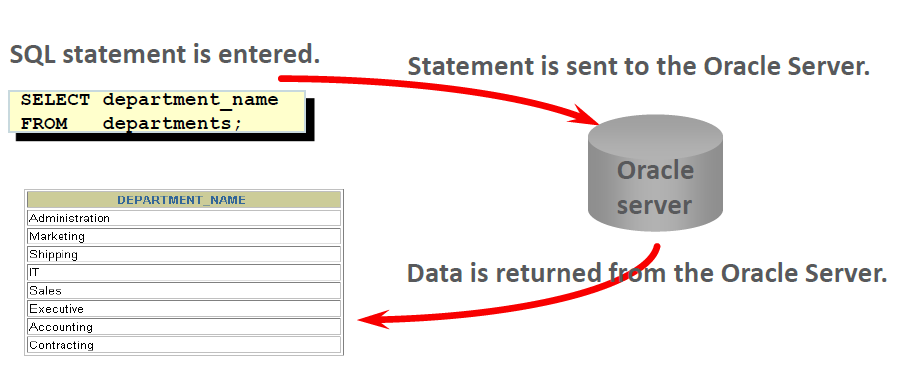 SQL statement is entered.
Statement is sent to the Oracle Server.
SELECT department_name
FROM   departments;
Oracle
server
DEPARTMENT_NAME
Administration
Marketing
Shipping
IT
Sales
Executive
Accounting
Contracting
Data is returned from the Oracle Server.